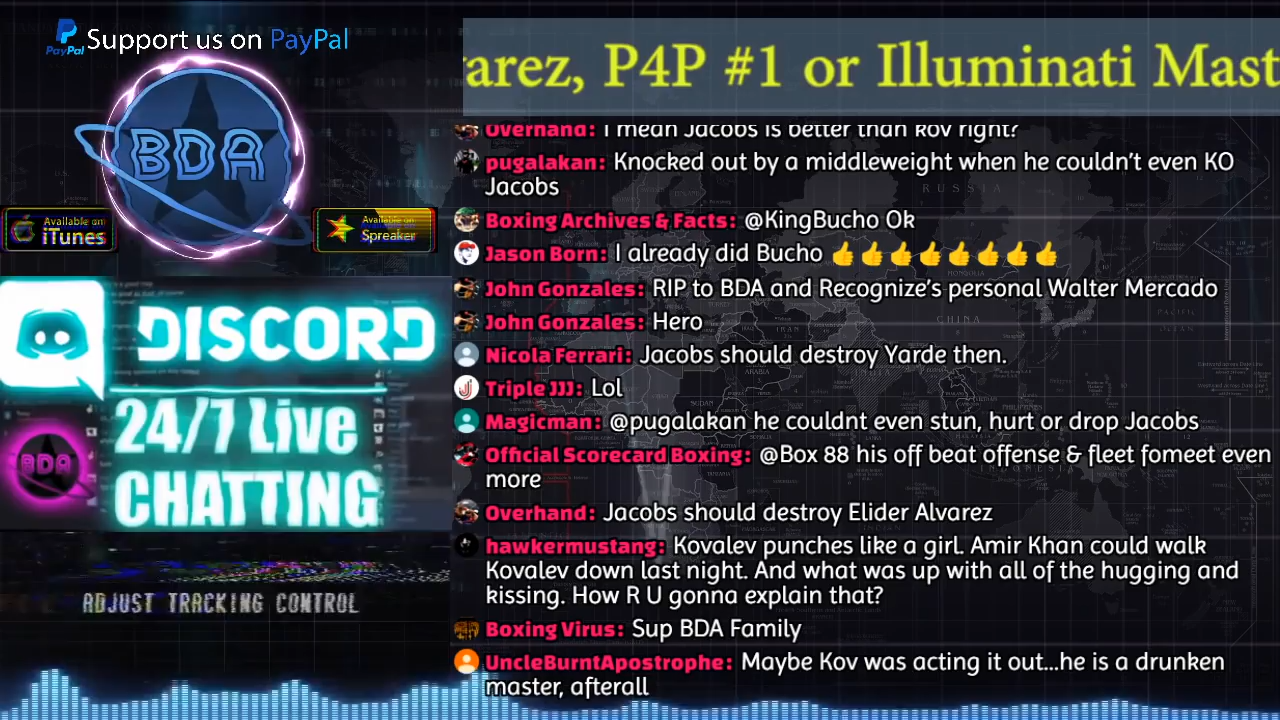 PayPal
Support us on PayPal
arez, P4P #1 or Illuminati Mast
BDA
Available on
iTunes
Available on
Spreaker
DISCORD
24/7 Live
CHATTING
BDA
ADJUST TRACKING CONTROL
Overhand: I mean Jacobs is better than kov right?
pugalakan: Knocked out by a middleweight when he couldn't even KO
Jacobs
Boxing Archives & Facts: @KingBucho Ok
Jason Born: I already did Bucho 👍👍👍👍👍👍👍👍
John Gonzales: RIP to BDA and Recognize's personal Walter Mercado
John Gonzales: Hero
Nicola Ferrari: Jacobs should destroy Yarde then.
Triple JJJ: Lol
Magicman: @pugalakan he couldnt even stun, hurt or drop Jacobs
Official Scorecard Boxing: @Box 88 his off beat offense & fleet fomeet even
more
Overhand: Jacobs should destroy Elider Alvarez
hawkermustang: Kovalev punches like a girl. Amir Khan could walk
Kovalev down last night. And what was up with all of the hugging and
kissing. How R U gonna explain that?
Boxing Virus: Sup BDA Family
UncleBurntApostrophe: Maybe Kov was acting it out...he is a drunken
master, afterall
RUSSIA
MONGOLIA
CHINA
IRAN
SUDAN
INDONESIA